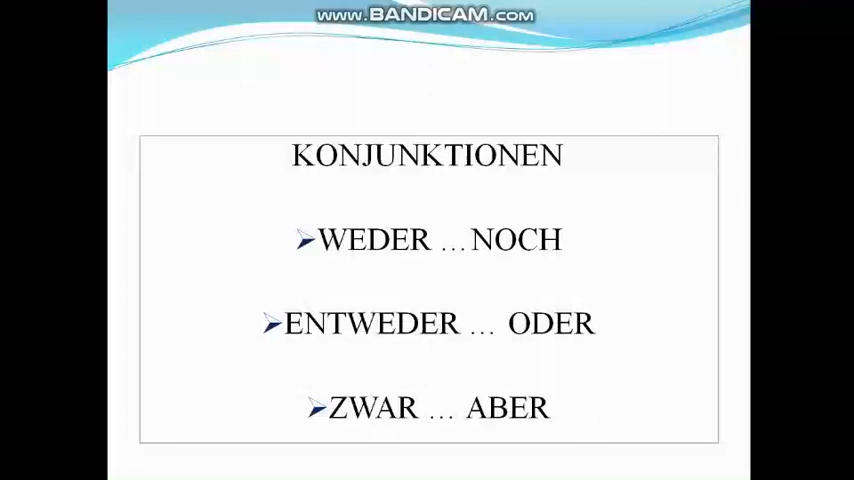 www.BANDICAM.com
KONJUNKTIONEN
WEDER ...NOCH
ENTWEDER ... ODER
ZWAR ... ABER